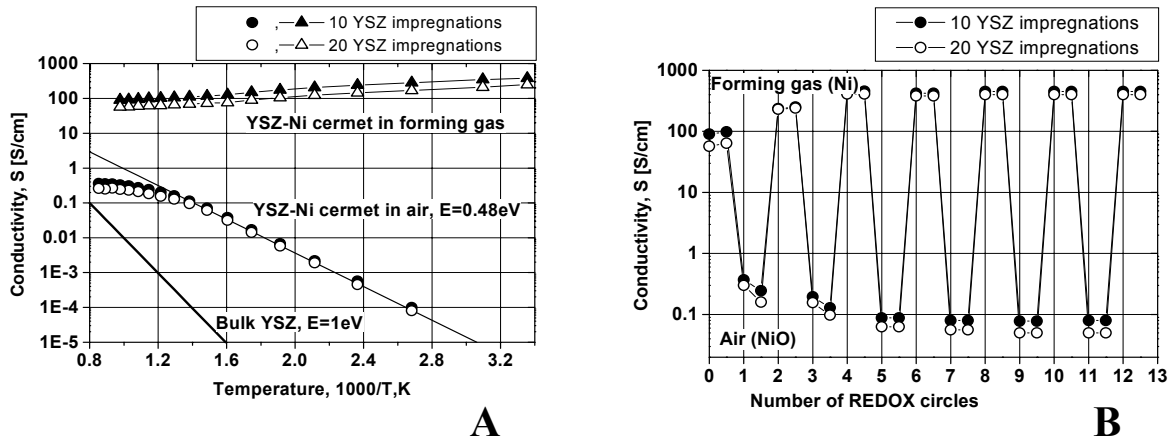 ,
10 YSZ impregnations
,
20 YSZ impregnations
1000
100
10
1
0.1
0.01
1E-3
1E-4
1E-5
Conductivity, S [S/cm]
YSZ-Ni cermet in forming gas
YSZ-Ni cermet in air, E=0.48eV
Bulk YSZ, E=1eV
0.8 1.2 1.6 2.0 2.4 2.8 3.2
Temperature, 1000/T,K
A
10 YSZ impregnations
20 YSZ impregnations
1000
100
10
1
0.1
Conductivity, S [S/cm]
Forming gas (Ni)
Air (NiO)
0 1 2 3 4 5 6 7 8 9 10 11 12 13
Number of REDOX circles
B